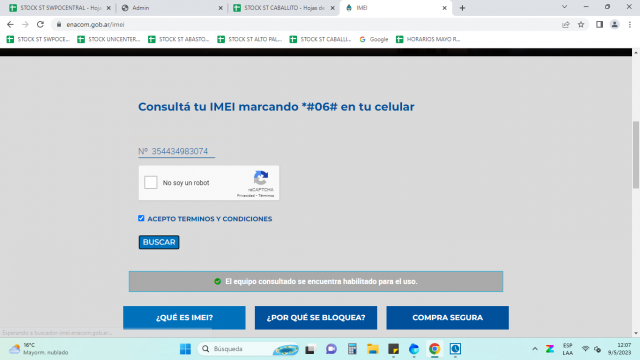 STOCK ST SWPOCENTRAL - Hoja
Admin
STOCK ST CABALLITO - Hojas de
IMEI
enacom.gob.ar/imei
STOCK ST SWPOCE...
STOCK UNICENTER...
STOCK ST ABASTO...
STOCK ST ALTO PAL...
STOCK ST CABALLI...
Google
HORARIOS MAYO R...
Consultá tu IMEI marcando *#06# en tu celular
Nº 354434983074
No soy un robot
reCAPTCHA
Privacidad - Términos
ACEPTO TERMINOS Y CONDICIONES
BUSCAR
El equipo consultado se encuentra habilitado para el uso.
¿QUÉ ES IMEI?
¿POR QUÉ SE BLOQUEA?
COMPRA SEGURA
Esperando a buscador-imei.enacom.gob.ar...
16°C
Mayorm. nublado
Búsqueda
ESP
LAA
12:07
9/5/2023